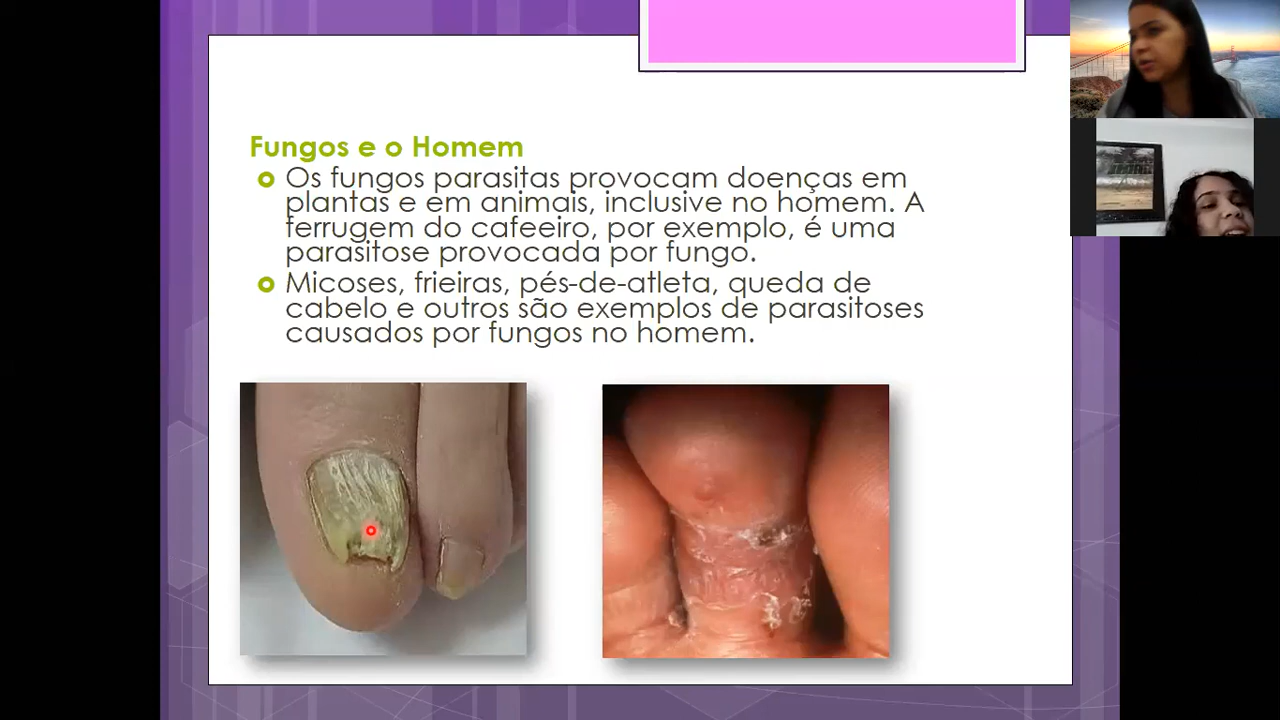 Fungos e o Homem
Os fungos parasitas provocam doenças em
plantas e em animais, inclusive no homem. A
ferrugem do cafeeiro, por exemplo, é uma
parasitose provocada por fungo.
Micoses, frieiras, pés-de-atleta, queda de
cabelo e outros são exemplos de parasitoses
causados por fungos no homem.